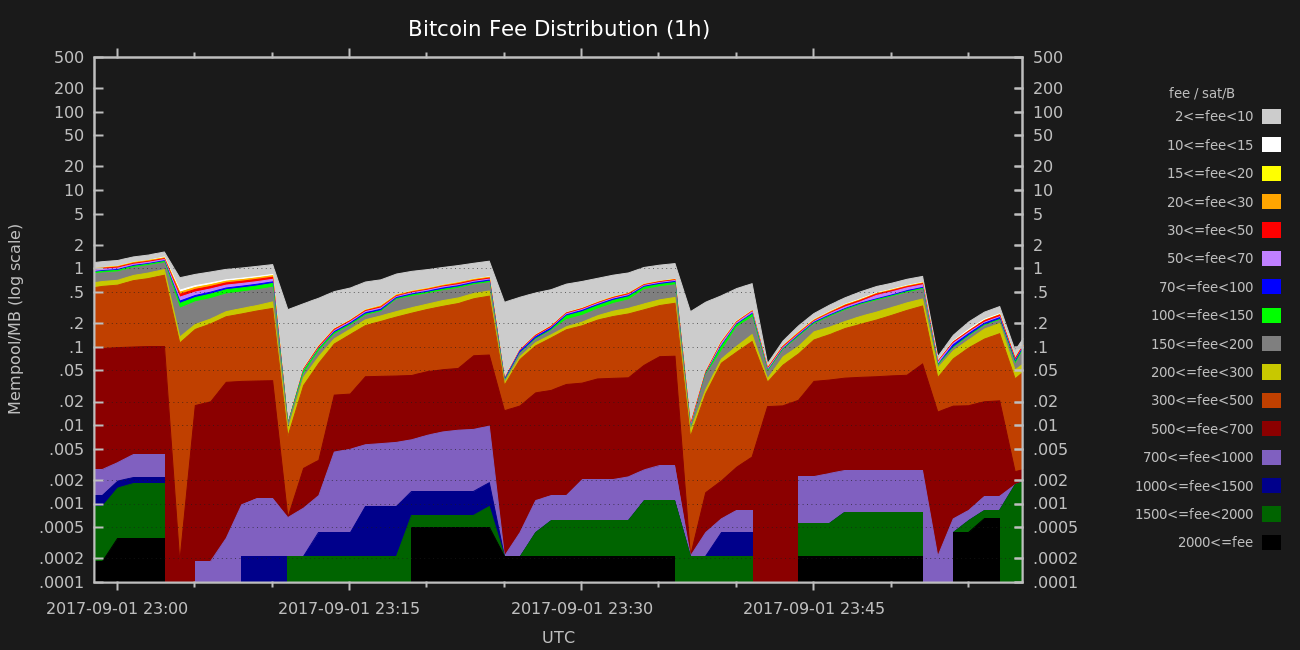 Bitcoin Fee Distribution (1h)
Mempool/MB (log scale)
500
200
100
50
20
10
5
2
1
.5
.2
.1
.05
.02
.01
.005
.002
.001
.0005
.0002
.0001
500
200
100
50
20
10
5
2
1
.5
.2
.1
.05
.02
.01
.005
.002
.001
.0005
.0002
.0001
2017-09-01 23:00
2017-09-01 23:15
2017-09-01 23:30
2017-09-01 23:45
UTC
fee / sat/B
2<=fee<10
10<=fee<15
15<=fee<20
20<=fee<30
30<=fee<50
50<=fee<70
70<=fee<100
100<=fee<150
150<=fee<200
200<=fee<300
300<=fee<500
500<=fee<700
700<=fee<1000
1000<=fee<1500
1500<=fee<2000
2000<=fee